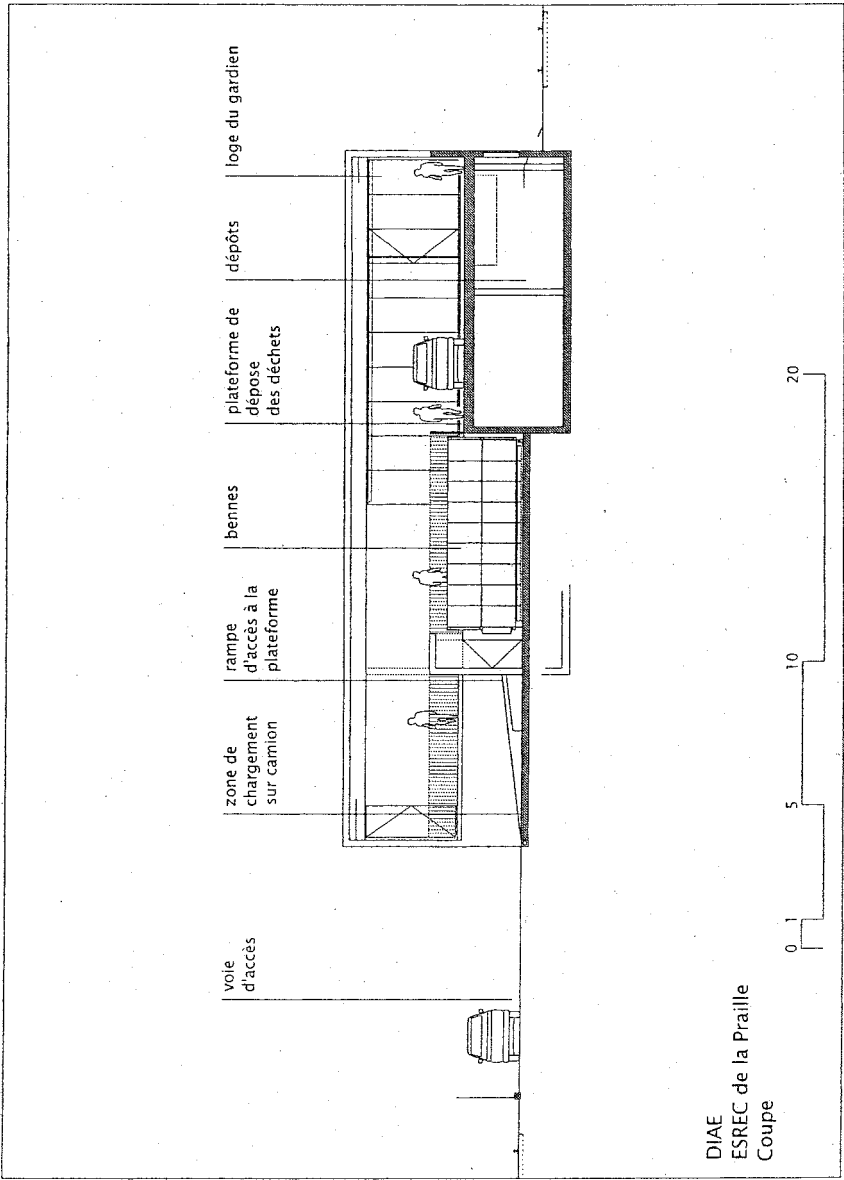 voie
d'accès
zone de
chargement
sur camion
rampe
d'accès à la
plateforme
bennes
plateforme de
dépose
des déchets
dépôts
loge du gardien
DIAE
ESREC de la Praille
Coupe
0 1 5 10 20